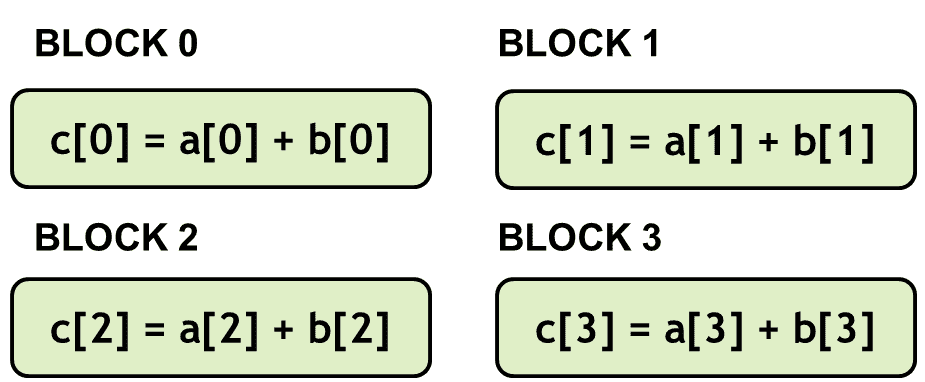 BLOCK 0
BLOCK 1
c[0] = a[0] + b[0]
c[1] = a[1] + b[1]
BLOCK 2
BLOCK 3
c[2] = a[2] + b[2]
c[3] = a[3] + b[3]